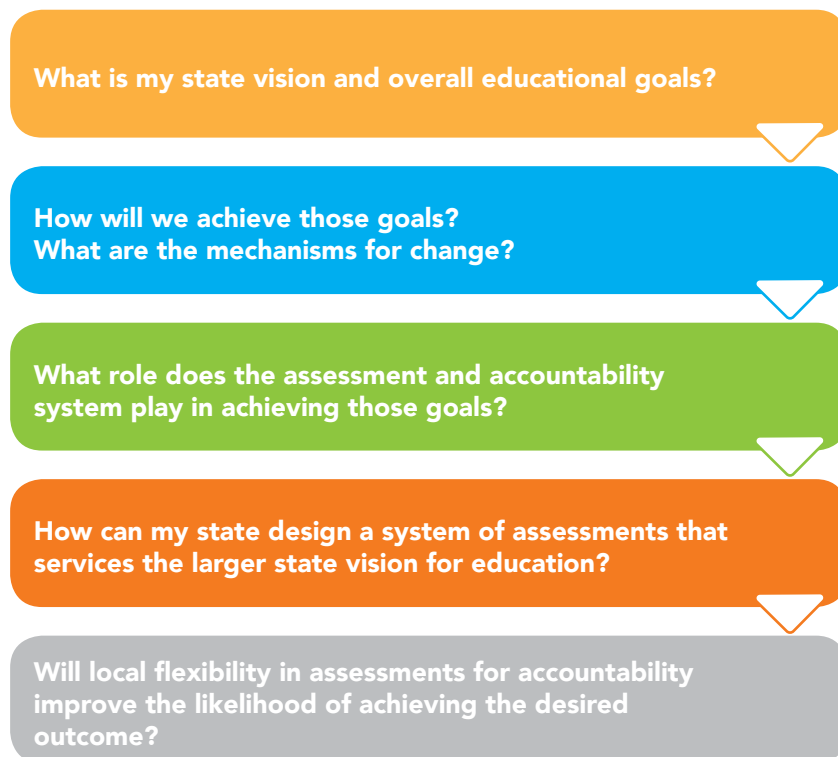 What is my state vision and overall educational goals?
How will we achieve those goals?
What are the mechanisms for change?
What role does the assessment and accountability
system play in achieving those goals?
How can my state design a system of assessments that
services the larger state vision for education?
Will local flexibility in assessments for accountability
improve the likelihood of achieving the desired
outcome?